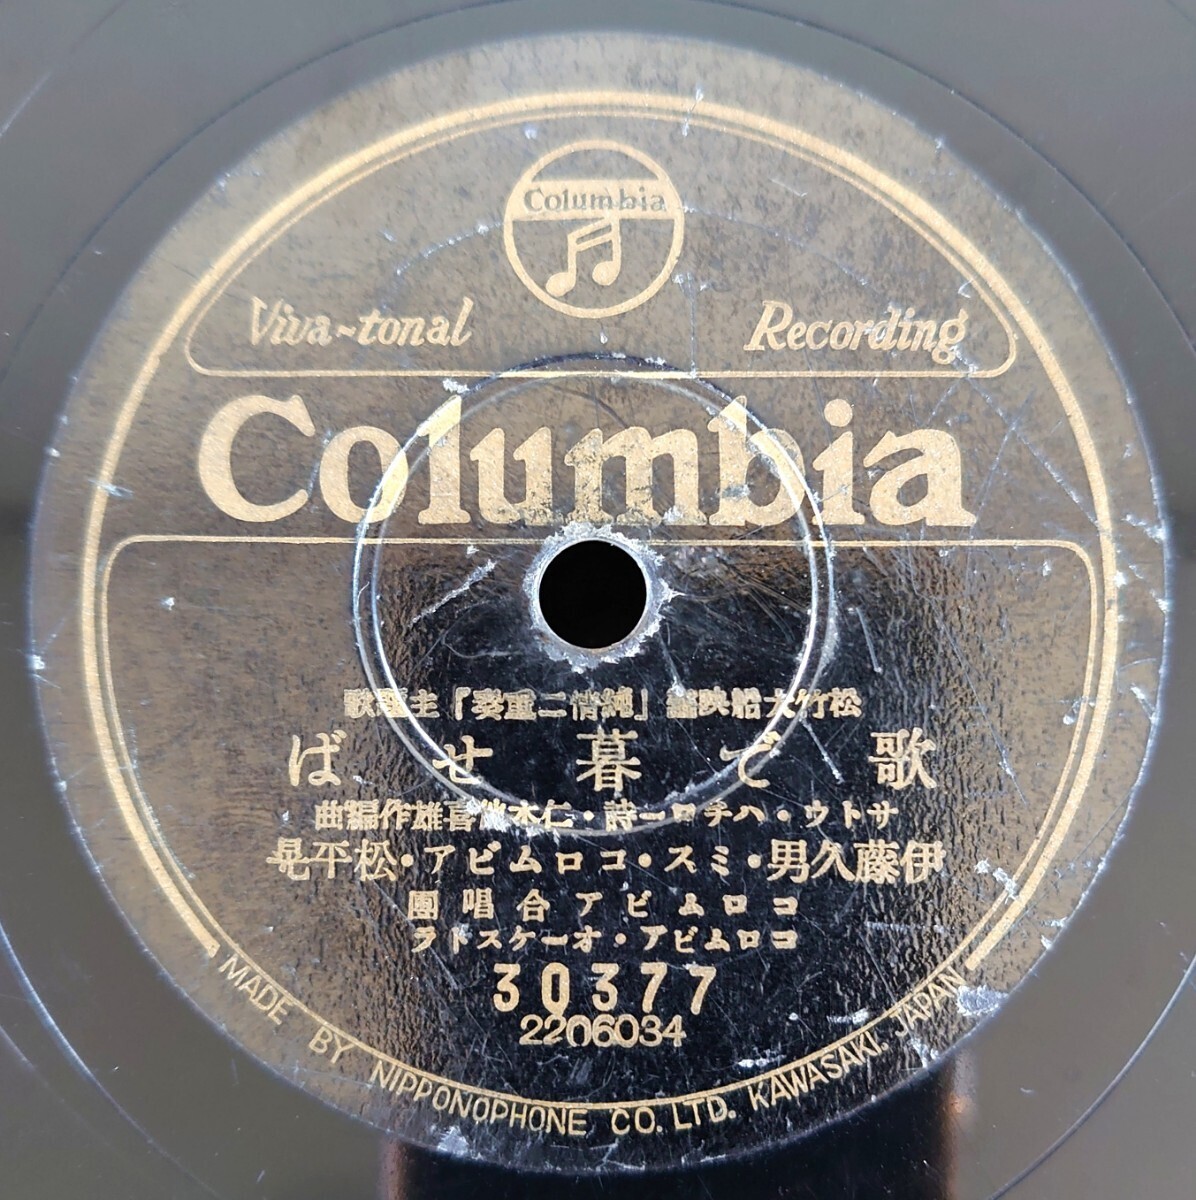 Columbia
Viva-tonal Recording
Columbia
松竹大船映畫「純情二重奏」主題歌
歌で暮せば
サトウ・ハチロー詩・仁木他喜雄作編曲
伊藤久男・ミス・コロムビア・松平晃
コロムビア合唱團
コロムビア・オーケストラ
30377
2206034
MADE BY NIPPONOPHONE CO. LTD. KAWASAKI. JAPAN